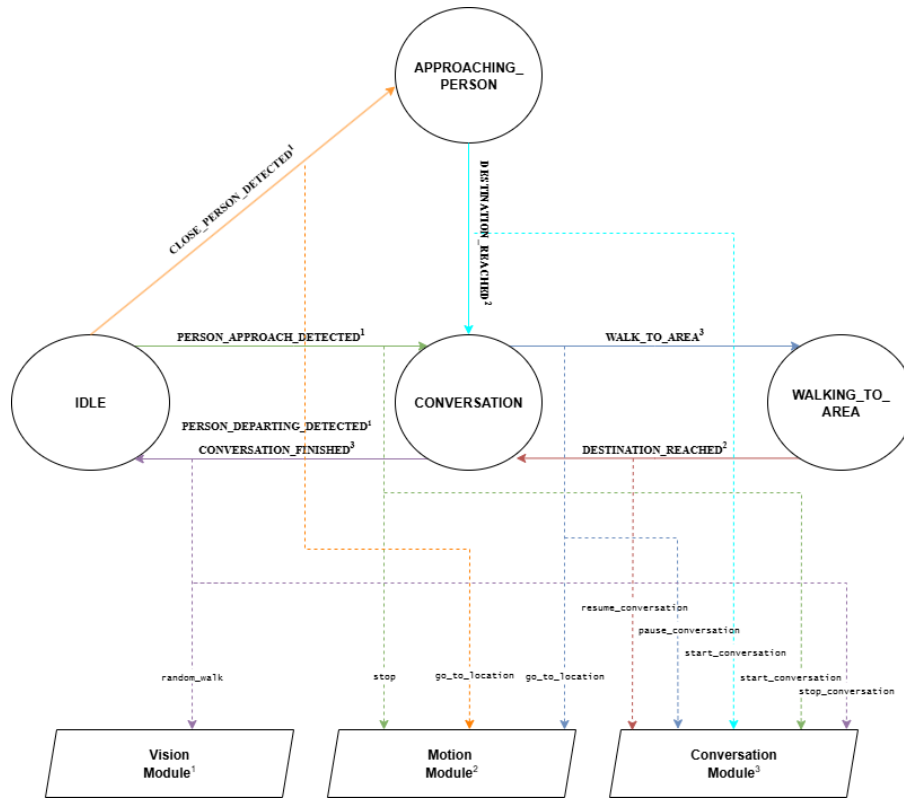 APPROACHING_
PERSON
CLOSE_PERSON_DETECTED¹
DESTINATION_REACHED²
PERSON_APPROACH_DETECTED¹
WALK_TO_AREA³
IDLE
CONVERSATION
WALKING_TO_
AREA
PERSON_DEPARTING_DETECTED¹
CONVERSATION_FINISHED³
DESTINATION_REACHED²
resume_conversation
pause_conversation
start_conversation
random_walk
stop
go_to_location
go_to_location
start_conversation
stop_conversation
Vision
Module¹
Motion
Module²
Conversation
Module³